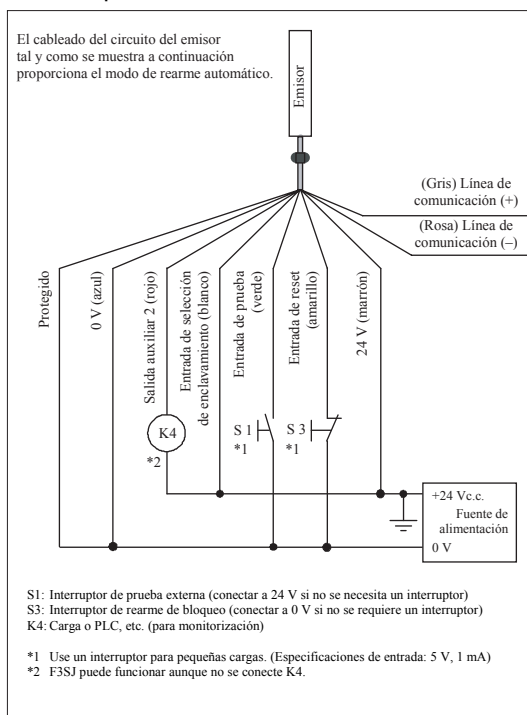 El cableado del circuito del emisor
tal y como se muestra a continuación
proporciona el modo de rearme automático.
Emisor
(Gris) Línea de
comunicación (+)
(Rosa) Línea de
comunicación (–)
Protegido
0 V (azul)
Salida auxiliar 2 (rojo)
Entrada de selección
de enclavamiento (blanco)
Entrada de prueba
(verde)
Entrada de reset
(amarillo)
24 V (marrón)
K4
*2
S 1
*1
S 3
*1
+24 Vc.c.
Fuente de
alimentación
0 V
S1: Interruptor de prueba externa (conectar a 24 V si no se necesita un interruptor)
S3: Interruptor de rearme de bloqueo (conectar a 0 V si no se requiere un interruptor)
K4: Carga o PLC, etc. (para monitorización)
*1 Use un interruptor para pequeñas cargas. (Especificaciones de entrada: 5 V, 1 mA)
*2 F3SJ puede funcionar aunque no se conecte K4.